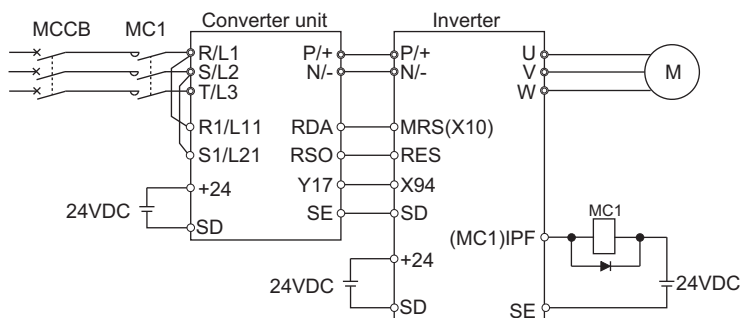 Converter unit
Inverter
MCCB
MC1
R/L1
S/L2
T/L3
R1/L11
S1/L21
+24
SD
24VDC
P/+
N/-
RDA
RSO
Y17
SE
P/+
N/-
MRS(X10)
RES
X94
SD
+24
SD
24VDC
U
V
W
M
(MC1)IPF
SE
MC1
24VDC